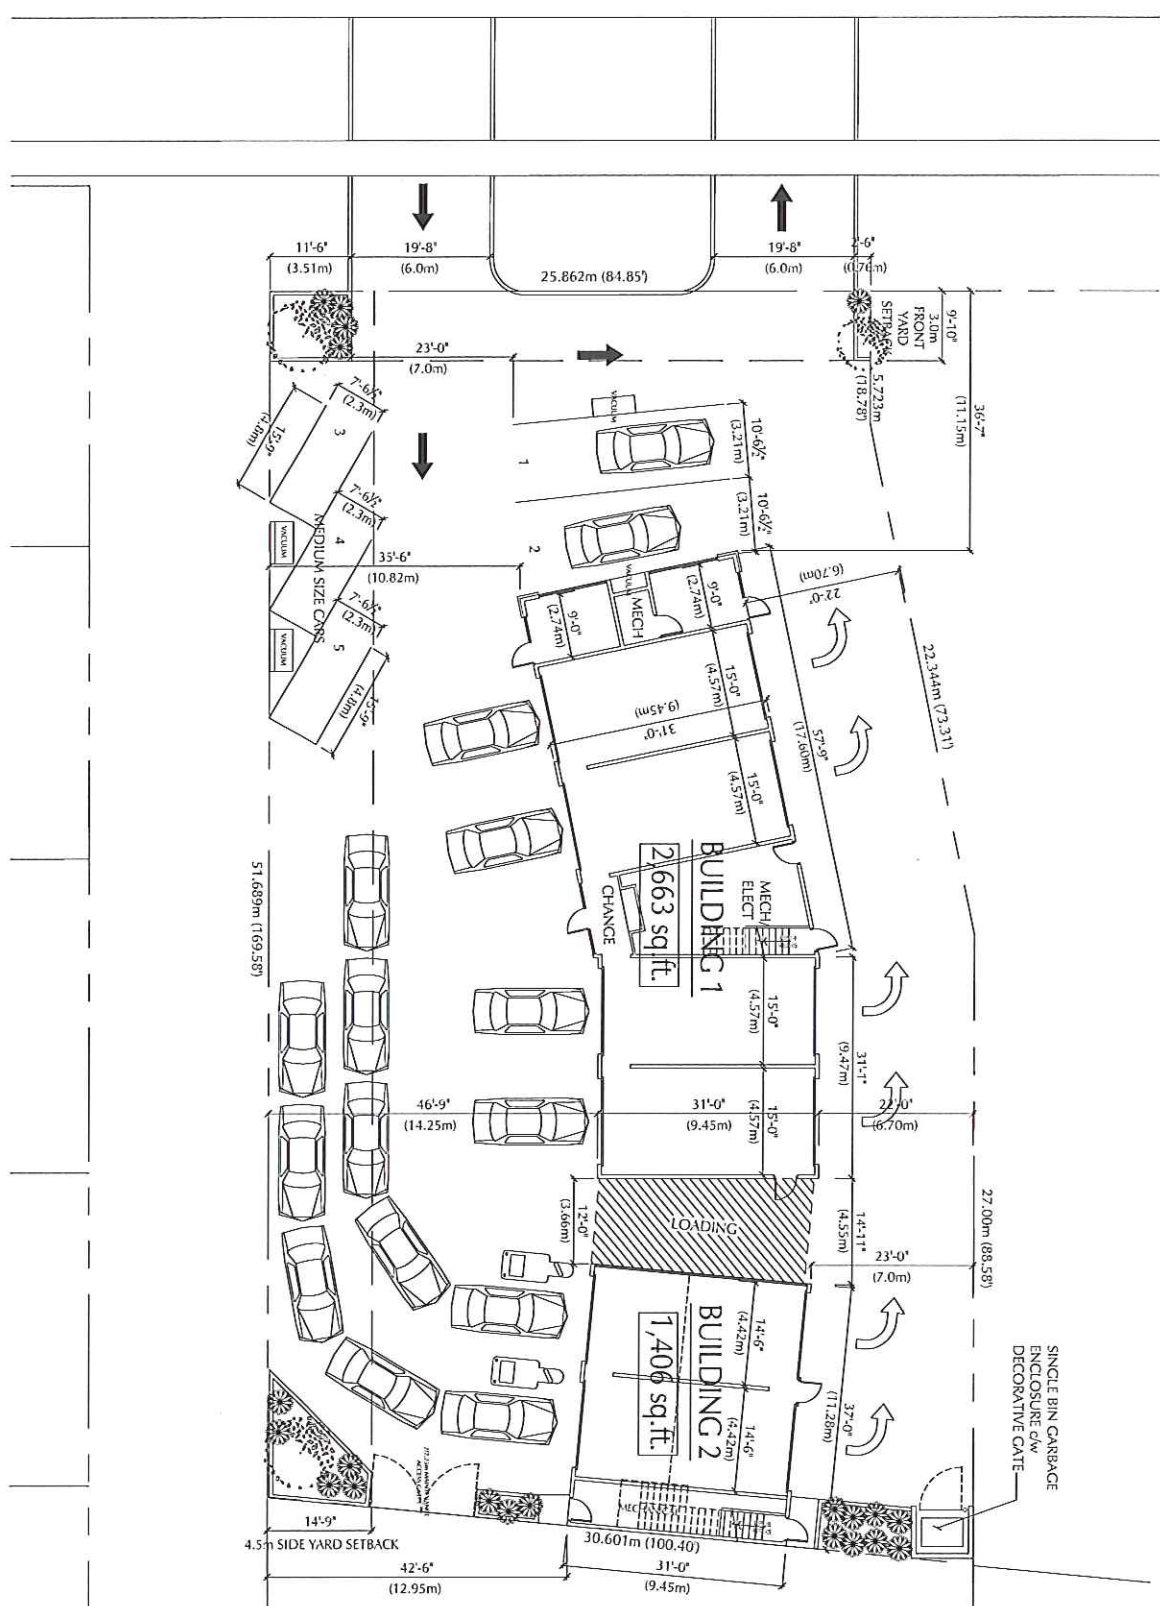 11'-6"
(3.51m)
19'-8"
(6.0m)
25.862m (84.85')
19'-8"
(6.0m)
2'-6"
(0.76m)
9'-10"
3.0m
FRONT
YARD
SETBACK
5.723m
(18.78')
36'-7"
(11.15m)
23'-0"
(7.0m)
7'-6½"
(2.3m)
15'-9"
(4.8m)
3
VACUUM
1
10'-6½"
(3.21m)
7'-6½"
(2.3m)
4
VACUUM
MEDIUM SIZE CARS
35'-6"
(10.82m)
2
10'-6½"
(3.21m)
VACUUM
MECH
9'-0"
(2.74m)
9'-0"
(2.74m)
22'-0"
(6.70m)
7'-6½"
(2.3m)
5
VACUUM
15'-9"
(4.8m)
15'-0"
(4.57m)
31'-0"
(9.45m)
15'-0"
(4.57m)
57'-9"
(17.60m)
22.344m (73.31')
BUILDING 1
2,663 sq.ft.
MECH/
ELECT
CHANGE
51.689m (169.58')
15'-0"
(4.57m)
31'-1"
(9.47m)
46'-9"
(14.25m)
31'-0"
(9.45m)
15'-0"
(4.57m)
22'-0"
(6.70m)
27.00m (88.58')
12'-0"
(3.66m)
LOADING
14'-11"
(4.55m)
23'-0"
(7.0m)
BUILDING 2
1,406 sq.ft.
14'-6"
(4.42m)
14'-6"
(4.42m)
37'-0"
(11.28m)
SINGLE BIN GARBAGE
ENCLOSURE c/w
DECORATIVE GATE
14'-9"
4.5m SIDE YARD SETBACK
30.601m (100.40')
42'-6"
(12.95m)
31'-0"
(9.45m)